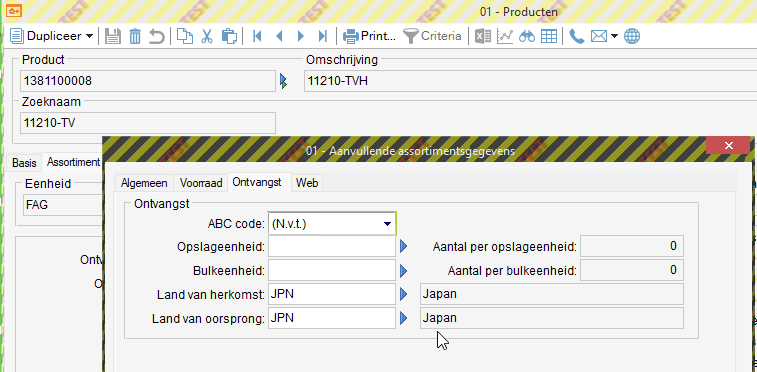 01 - Producten
Dupliceer Print... Criteria
Product Omschrijving
1381100008 11210-TVH
Zoeknaam
11210-TV
01 - Aanvullende assortimentsgegevens
Basis Assortiment
Algemeen Voorraad Ontvangst Web
Eenheid
FAG
Ontvangst
ABC code: (N.v.t.)
Opslageenheid: Aantal per opslageenheid: 0
Bulkeenheid: Aantal per bulkeenheid: 0
Land van herkomst: JPN Japan
Land van oorsprong: JPN Japan